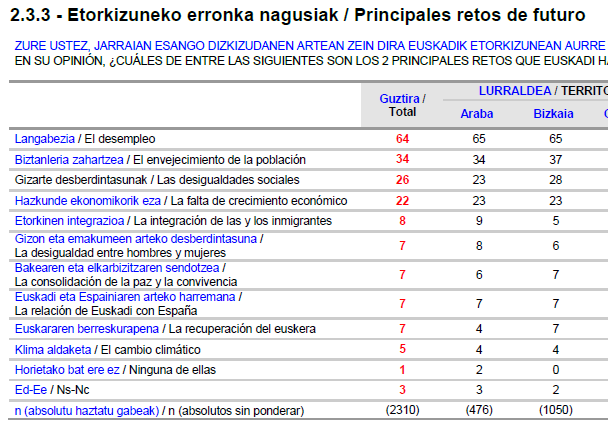 2.3.3 - Etorkizuneko erronka nagusiak / Principales retos de futuro
ZURE USTEZ, JARRAIAN ESANGO DIZKIZUDANEN ARTEAN ZEIN DIRA EUSKADIK ETORKIZUNEAN AURRE
EN SU OPINIÓN, ¿CUÁLES DE ENTRE LAS SIGUIENTES SON LOS 2 PRINCIPALES RETOS QUE EUSKADI
Guztira / Total
LURRALDEA /
Araba
Bizkaia
Langabezia / El desempleo 64 65 65
Biztanleria zahartzea / El envejecimiento de la población 34 34 37
Gizarte desberdintasunak / Las desigualdades sociales 26 23 28
Hazkunde ekonomikorik eza / La falta de crecimiento económico 22 23 23
Etorkinen integrazioa / La integración de las y los inmigrantes 8 9 5
Gizon eta emakumeen arteko desberdintasuna /
La desigualdad entre hombres y mujeres 7 8 6
Bakearen eta elkarbizitzaren sendotzea /
La consolidación de la paz y la convivencia 7 6 7
Euskadi eta Espainiaren arteko harremana /
La relación de Euskadi con España 7 7 7
Euskararen berreskurapena / La recuperación del euskera 7 4 7
Klima aldaketa / El cambio climático 5 4 4
Horietako bat ere ez / Ninguna de ellas 1 2 0
Ed-Ee / Ns-Nc 3 3 2
n (absolutu haztatu gabeak) / n (absolutos sin ponderar) (2310) (476) (1050)